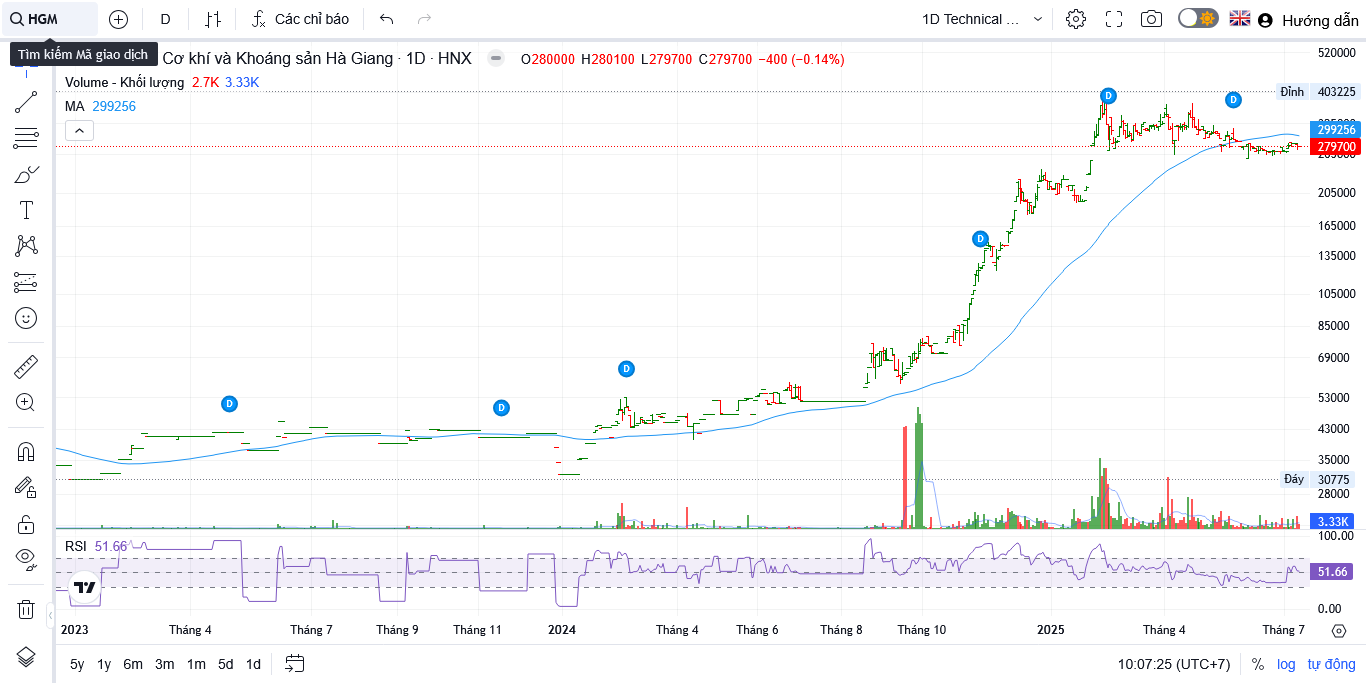 HGM D Các chỉ báo 1D Technical ... Hướng dẫn
Tìm kiếm Mã giao dịch
Cơ khí và Khoáng sản Hà Giang · 1D · HNX O280000 H280100 L279700 C279700 −400 (−0.14%)
Volume - Khối lượng 2.7K 3.33K
MA 299256
520000
Đỉnh 403225
299256
279700
205000
165000
135000
105000
85000
69000
53000
43000
35000
Đáy 30775
28000
3.33K
D
D
D
D
D
D
RSI 51.66
100.00
51.66
0.00
2023 Tháng 4 Tháng 7 Tháng 9 Tháng 11 2024 Tháng 4 Tháng 6 Tháng 8 Tháng 10 2025 Tháng 4 Tháng 7
5y 1y 6m 3m 1m 5d 1d 10:07:25 (UTC+7) % log tự động